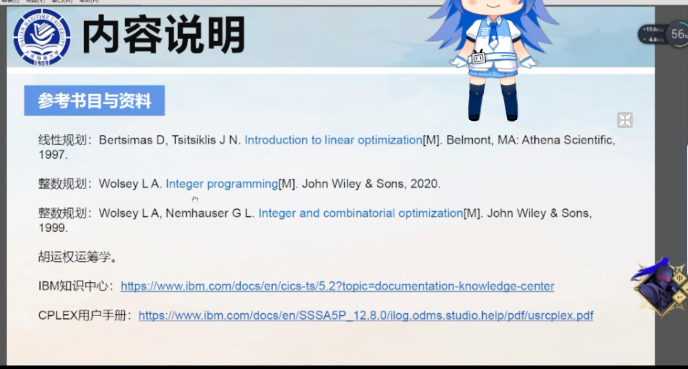 内容说明
56%
参考书目与资料
线性规划：Bertsimas D, Tsitsiklis J N. Introduction to linear optimization[M]. Belmont, MA: Athena Scientific,
1997.
整数规划：Wolsey L A. Integer programming[M]. John Wiley & Sons, 2020.
整数规划：Wolsey L A, Nemhauser G L. Integer and combinatorial optimization[M]. John Wiley & Sons,
1999.
胡运权运筹学。
IBM知识中心：https://www.ibm.com/docs/en/cics-ts/5.2?topic=documentation-knowledge-center
CPLEX用户手册：https://www.ibm.com/docs/en/SSSA5P_12.8.0/ilog.odms.studio.help/pdf/usrcplex.pdf